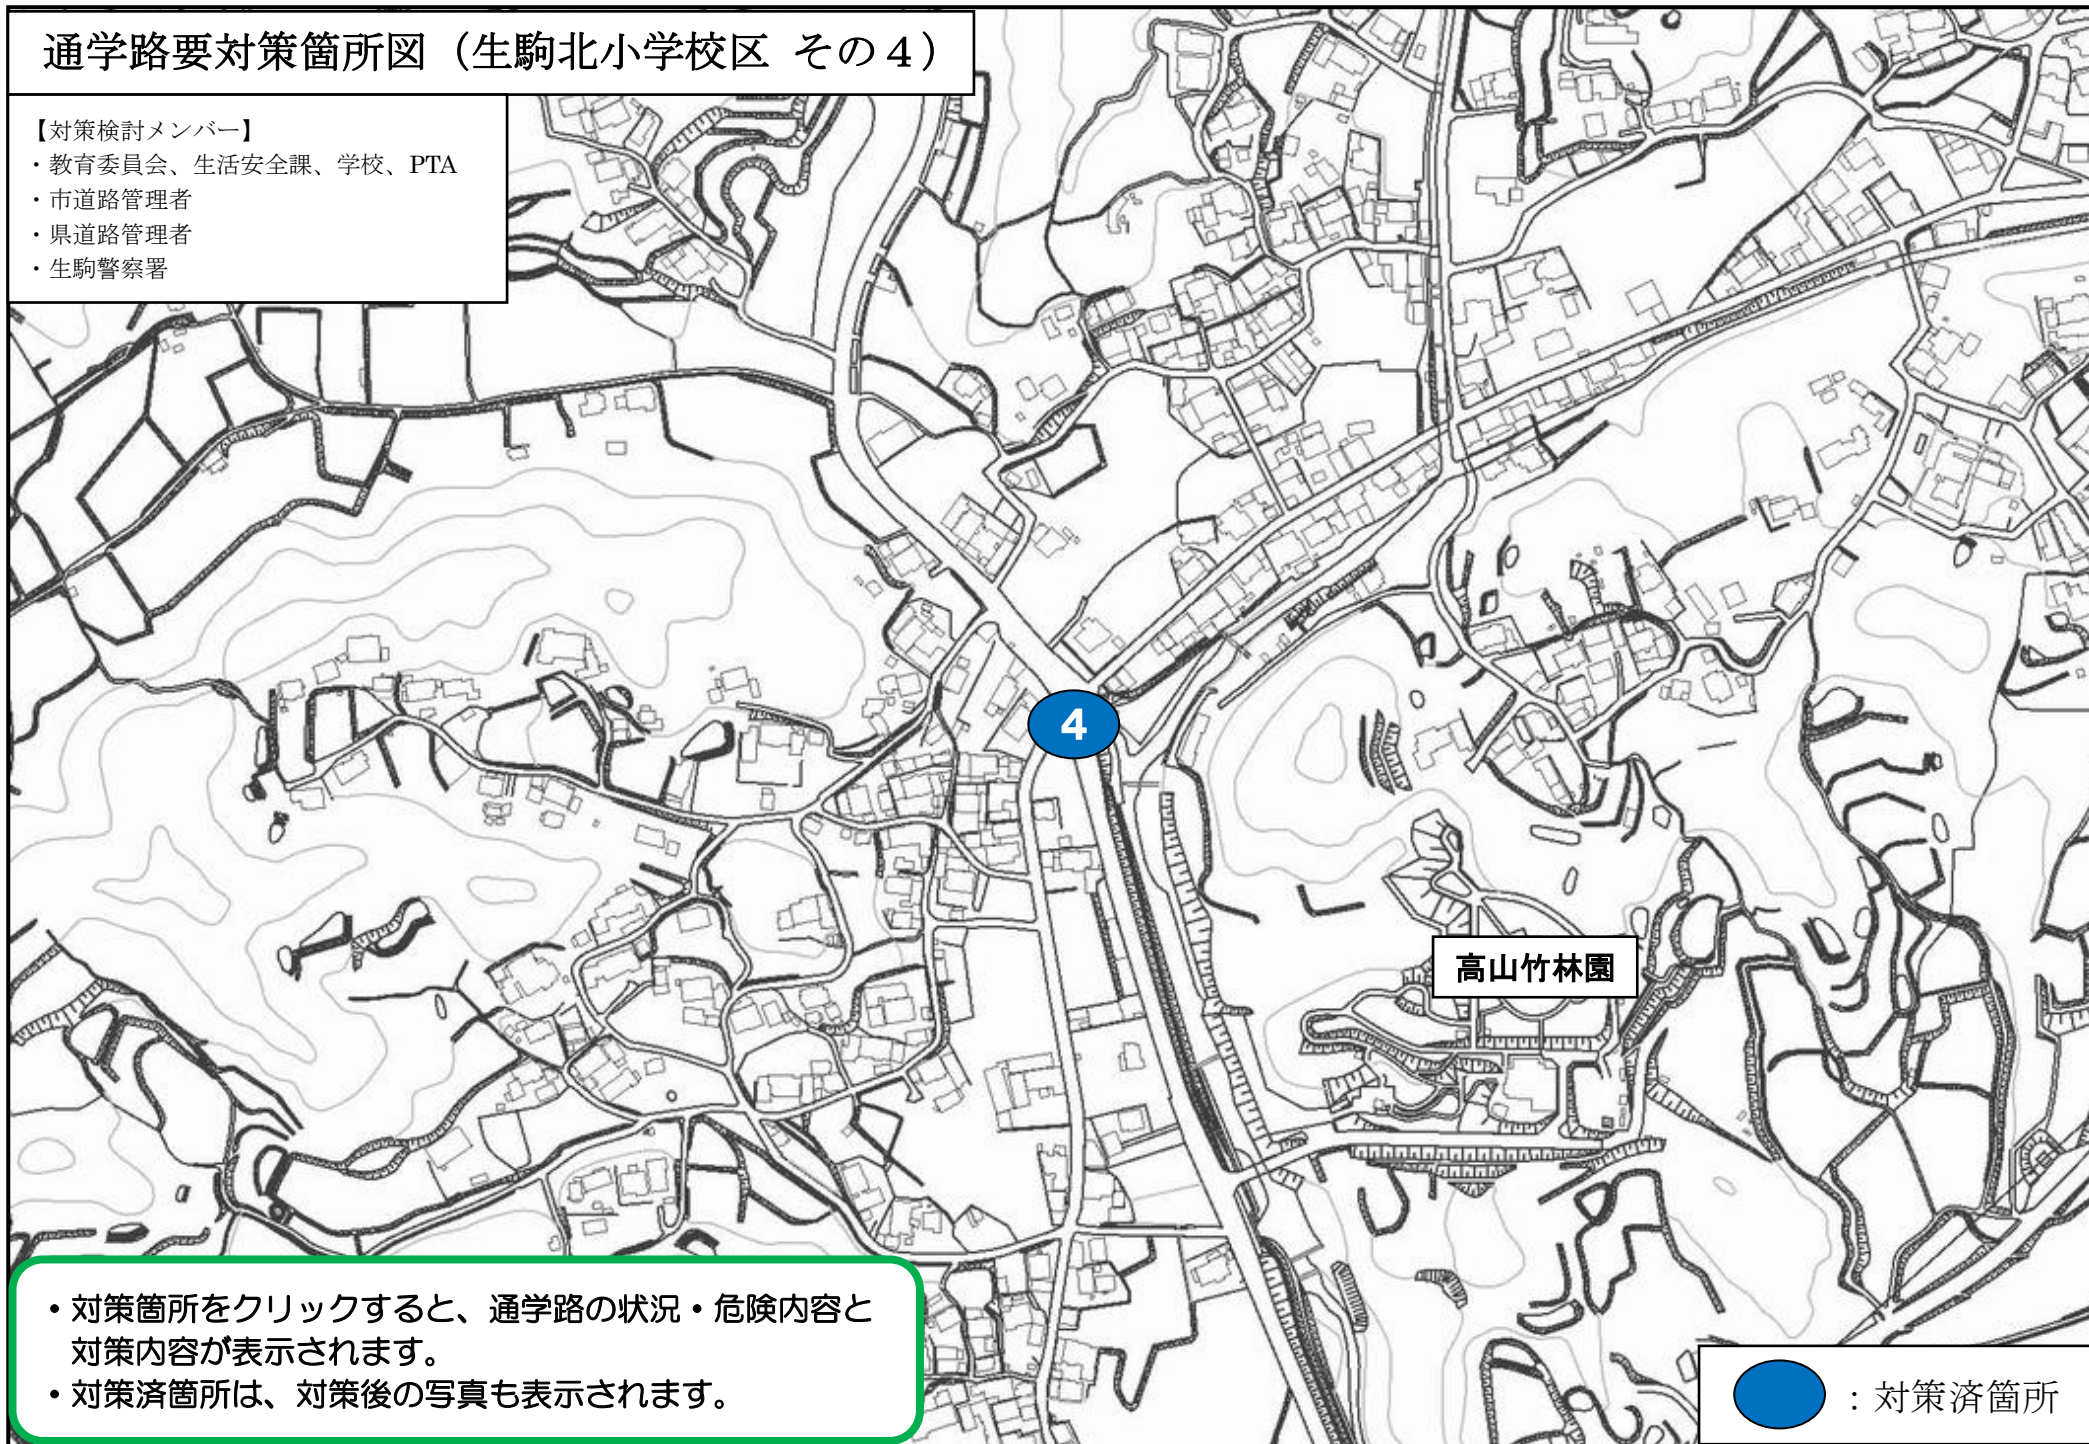 通学路要対策箇所図（生駒北小学校区 その４）
【対策検討メンバー】
・教育委員会、生活安全課、学校、PTA
・市道路管理者
・県道路管理者
・生駒警察署
4
高山竹林園
・対策箇所をクリックすると、通学路の状況・危険内容と
対策内容が表示されます。
・対策済箇所は、対策後の写真も表示されます。
：対策済箇所